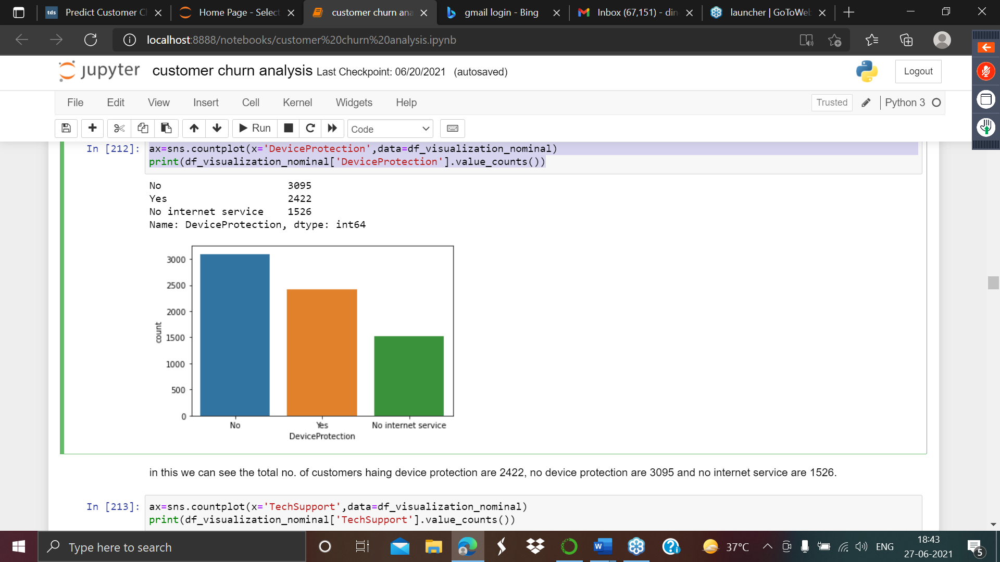 tds Predict Customer Cl
Home Page - Select
customer churn ana
gmail login - Bing
Inbox (67,151) - din
launcher | GoToWeb
localhost:8888/notebooks/customer%20churn%20analysis.ipynb
jupyter customer churn analysis Last Checkpoint: 06/20/2021 (autosaved)
Logout
File Edit View Insert Cell Kernel Widgets Help
Trusted Python 3
Run Code
In [212]: ax=sns.countplot(x='DeviceProtection',data=df_visualization_nominal)
print(df_visualization_nominal['DeviceProtection'].value_counts())
No 3095
Yes 2422
No internet service 1526
Name: DeviceProtection, dtype: int64
3000
2500
2000
1500
1000
500
0
count
No Yes No internet service
DeviceProtection
in this we can see the total no. of customers haing device protection are 2422, no device protection are 3095 and no internet service are 1526.
In [213]: ax=sns.countplot(x='TechSupport',data=df_visualization_nominal)
print(df_visualization_nominal['TechSupport'].value_counts())
Type here to search
37°C
ENG
18:43
27-06-2021
5